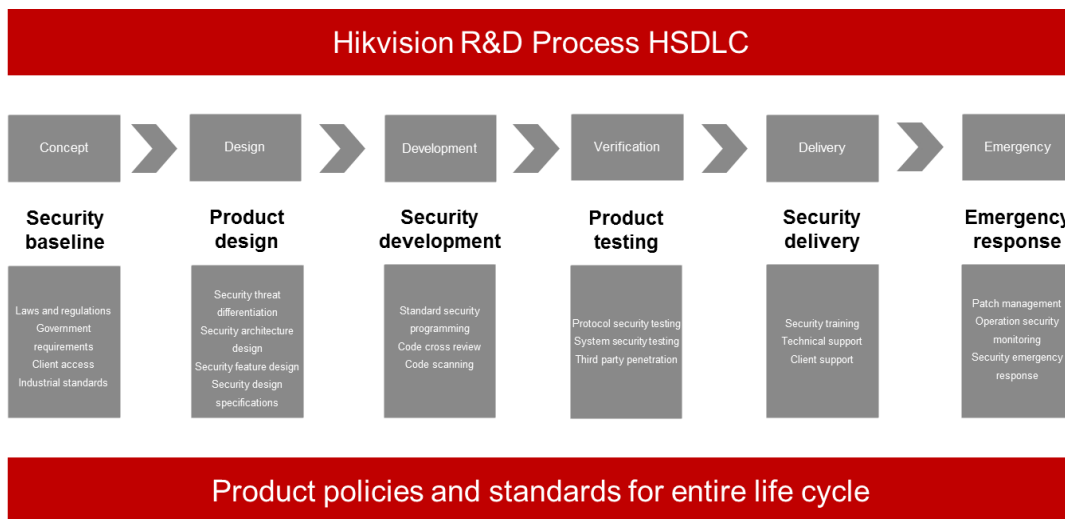 Hikvision R&D Process HSDLC
Concept
Design
Development
Verification
Delivery
Emergency
Security
baseline
Product
design
Security
development
Product
testing
Security
delivery
Emergency
response
Laws and regulations
Government
requirements
Client access
Industrial standards
Security threat
differentiation
Security architecture
design
Security feature design
Security design
specifications
Standard security
programming
Code cross review
Code scanning
Protocol security testing
System security testing
Third party penetration
Security training
Technical support
Client support
Patch management
Operation security
monitoring
Security emergency
response
Product policies and standards for entire life cycle